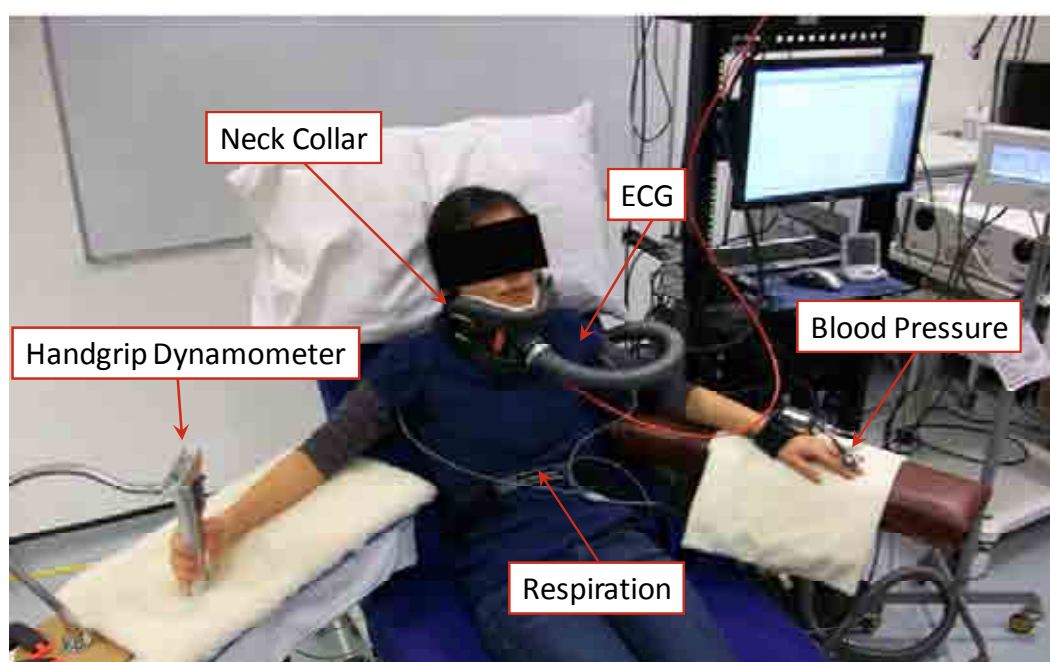 Neck Collar
ECG
Blood Pressure
Handgrip Dynamometer
Respiration